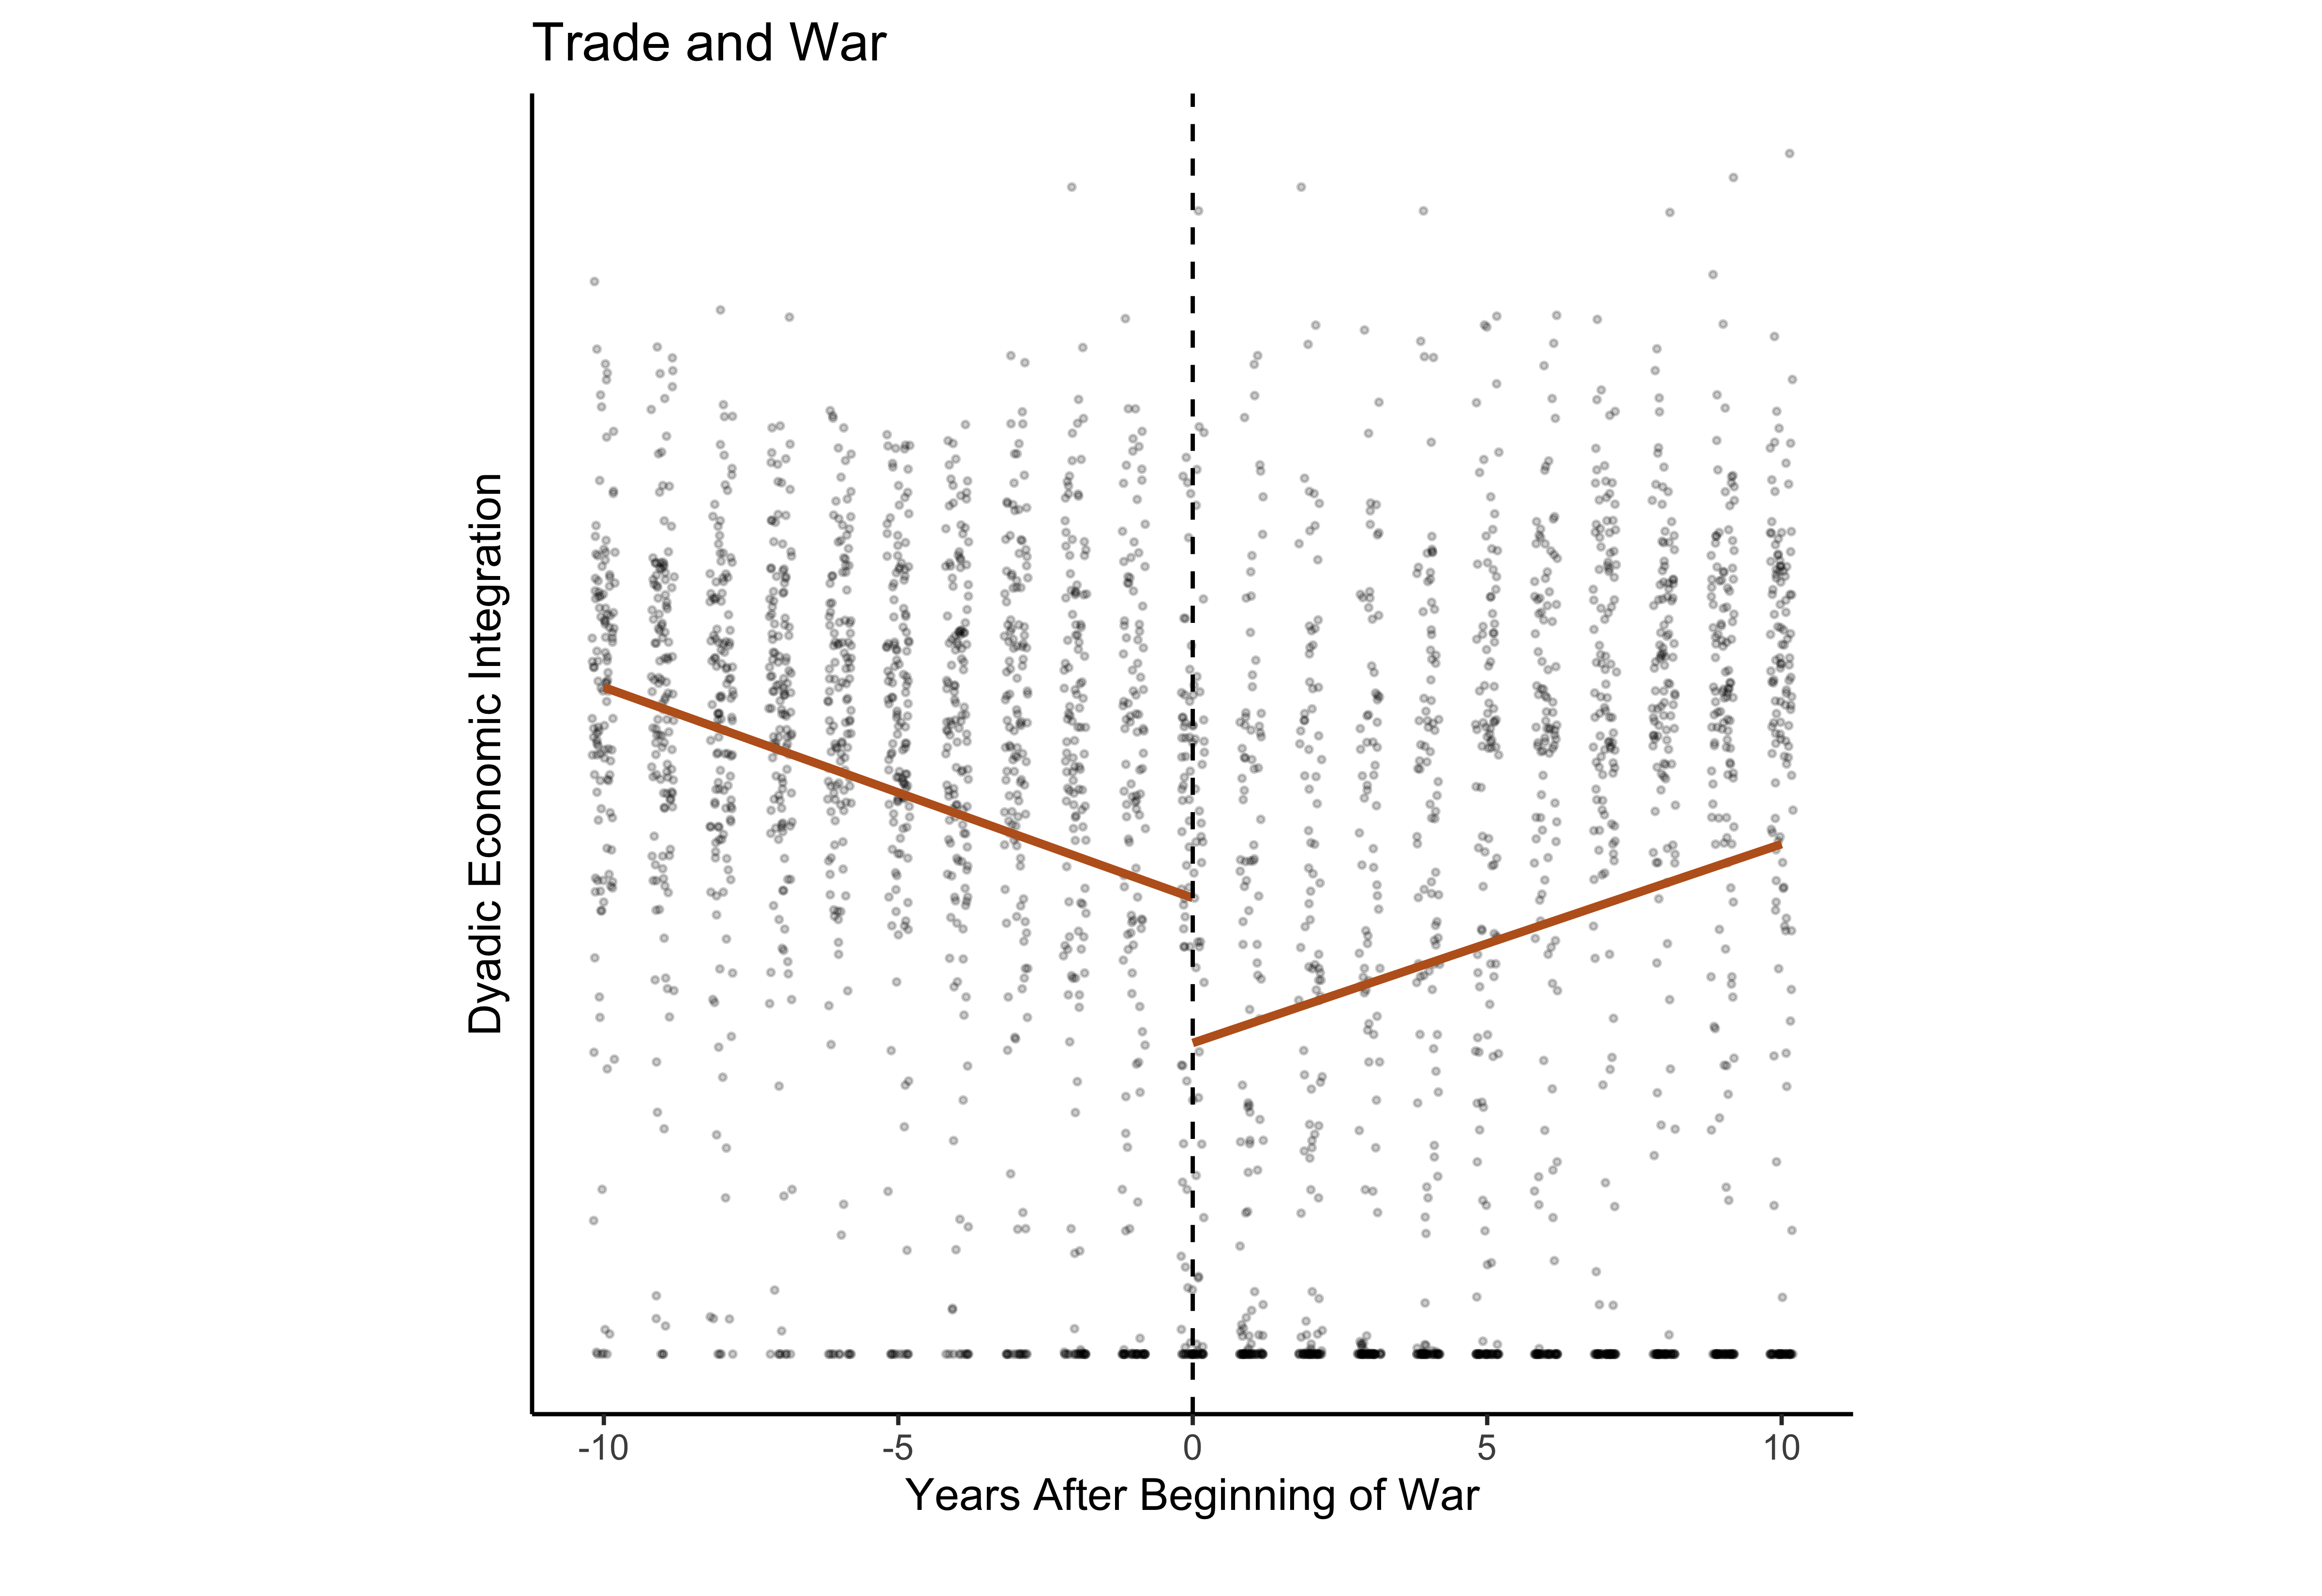 Trade and War
Dyadic Economic Integration
-10
-5
0
5
10
Years After Beginning of War